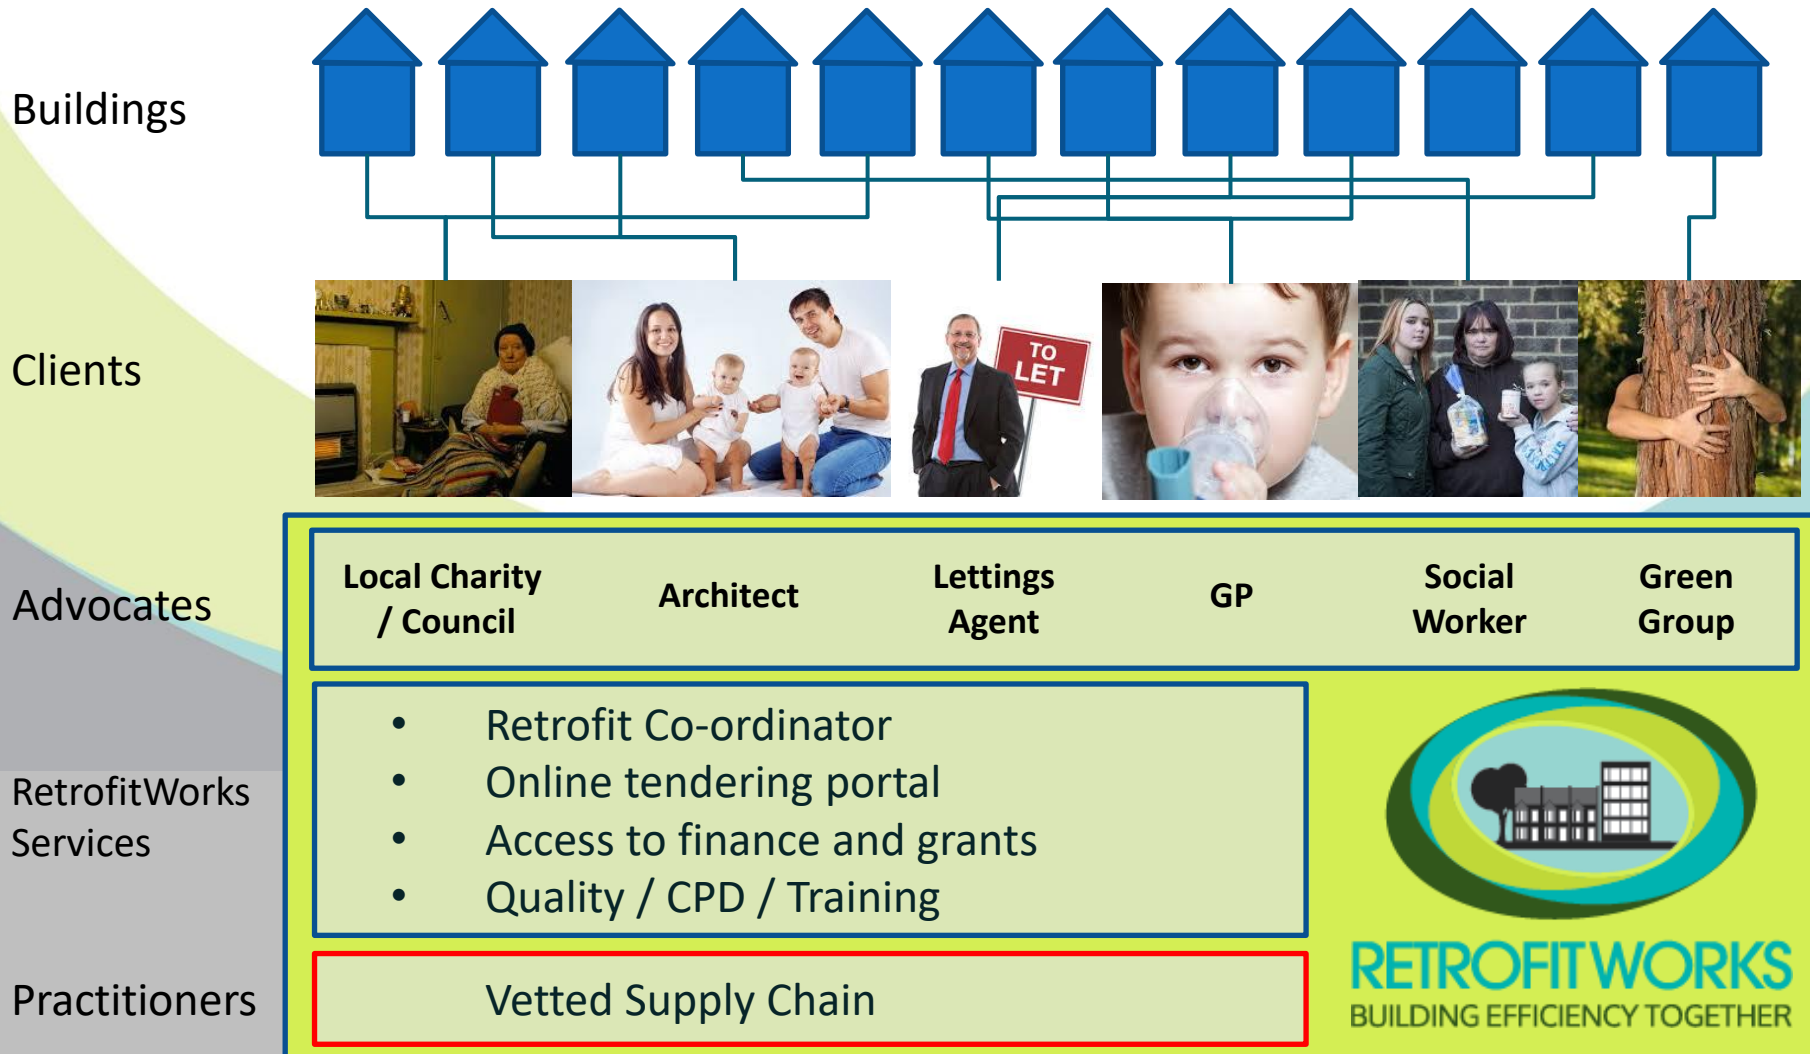 Buildings
Clients
TO
LET
Advocates
Local Charity
/ Council
Architect
Lettings
Agent
GP
Social
Worker
Green
Group
RetrofitWorks
Services
• Retrofit Co-ordinator
• Online tendering portal
• Access to finance and grants
• Quality / CPD / Training
Practitioners
Vetted Supply Chain
RETROFITWORKS
BUILDING EFFICIENCY TOGETHER